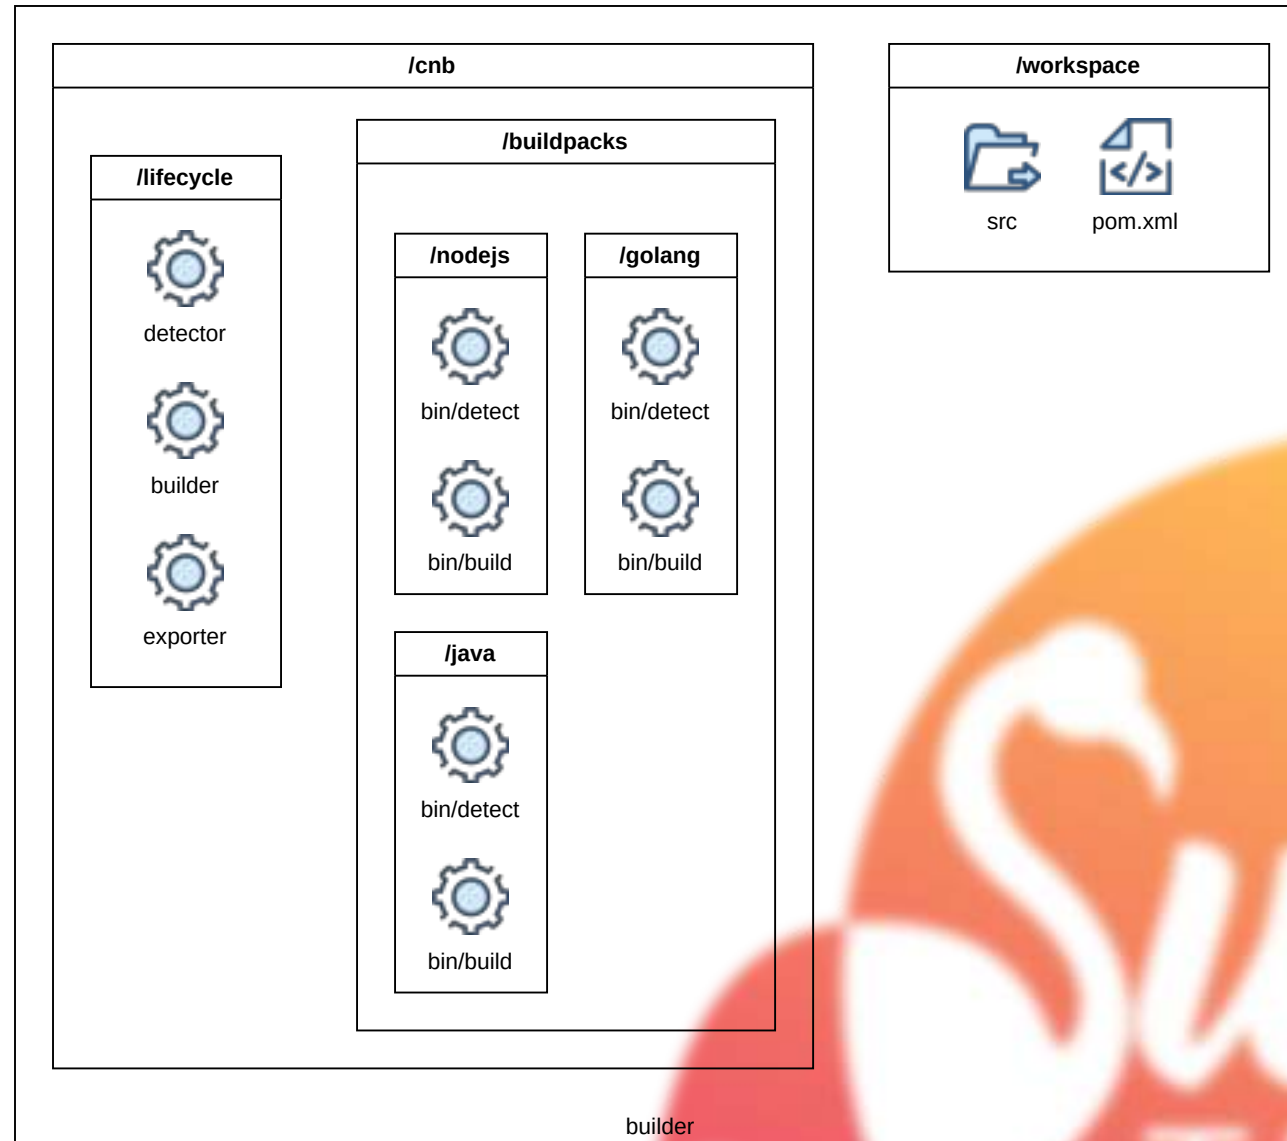 /cnb
/lifecycle
detector
builder
exporter
/buildpacks
/nodejs
bin/detect
bin/build
/golang
bin/detect
bin/build
/java
bin/detect
bin/build
/workspace
src
pom.xml
</>
builder